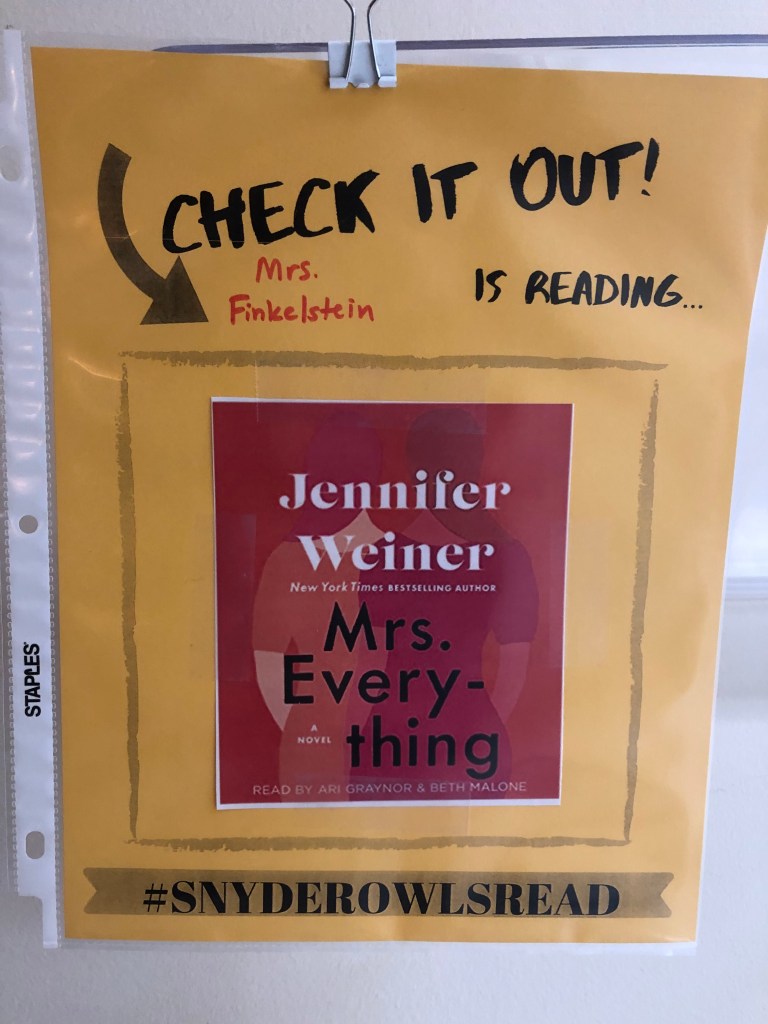 CHECK IT OUT!
Mrs.
Finkelstein
IS READING...
Jennifer
Weiner
New York Times BESTSELLING AUTHOR
Mrs.
Every-
thing
A
NOVEL
READ BY ARI GRAYNOR & BETH MALONE
#SNYDEROWLSREAD
STAPLES